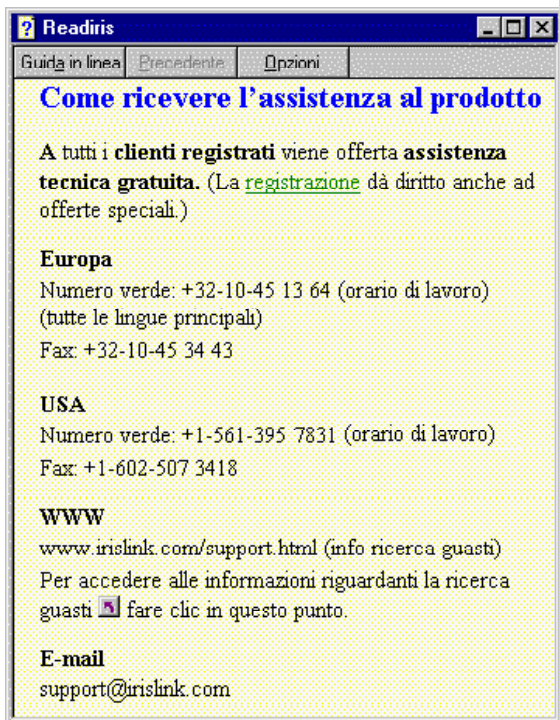 Readiris
Guida in linea Precedente Opzioni
Come ricevere l'assistenza al prodotto
A tutti i clienti registrati viene offerta assistenza
tecnica gratuita. (La registrazione dà diritto anche ad
offerte speciali.)
Europa
Numero verde: +32-10-45 13 64 (orario di lavoro)
(tutte le lingue principali)
Fax: +32-10-45 34 43
USA
Numero verde: +1-561-395 7831 (orario di lavoro)
Fax: +1-602-507 3418
WWW
www.irislink.com/support.html (info ricerca guasti)
Per accedere alle informazioni riguardanti la ricerca
guasti fare clic in questo punto.
E-mail
support@irislink.com